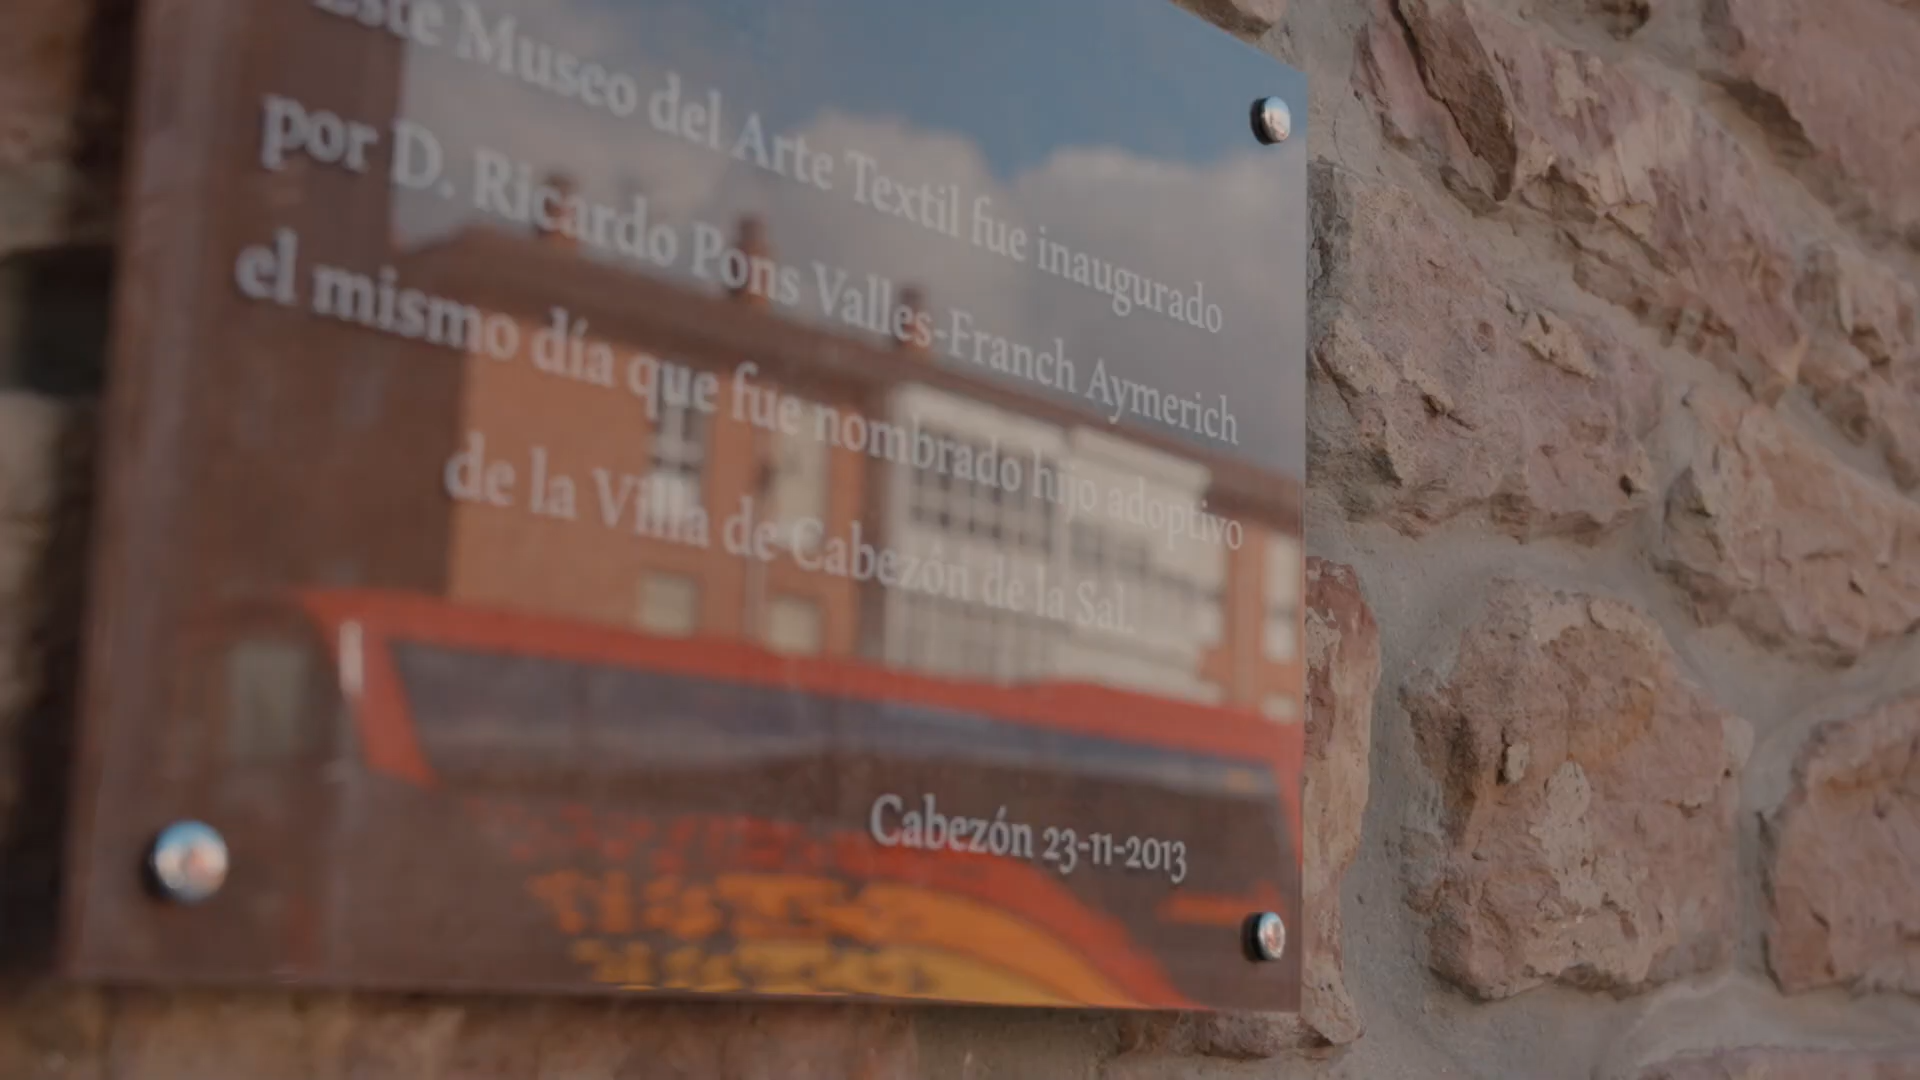 Este Museo del Arte Textil fue inaugurado
por D. Ricardo Pons Valles-Franch Aymerich
el mismo día que fue nombrado hijo adoptivo
de la Villa de Cabezón de la Sal.
Cabezón 23-11-2013